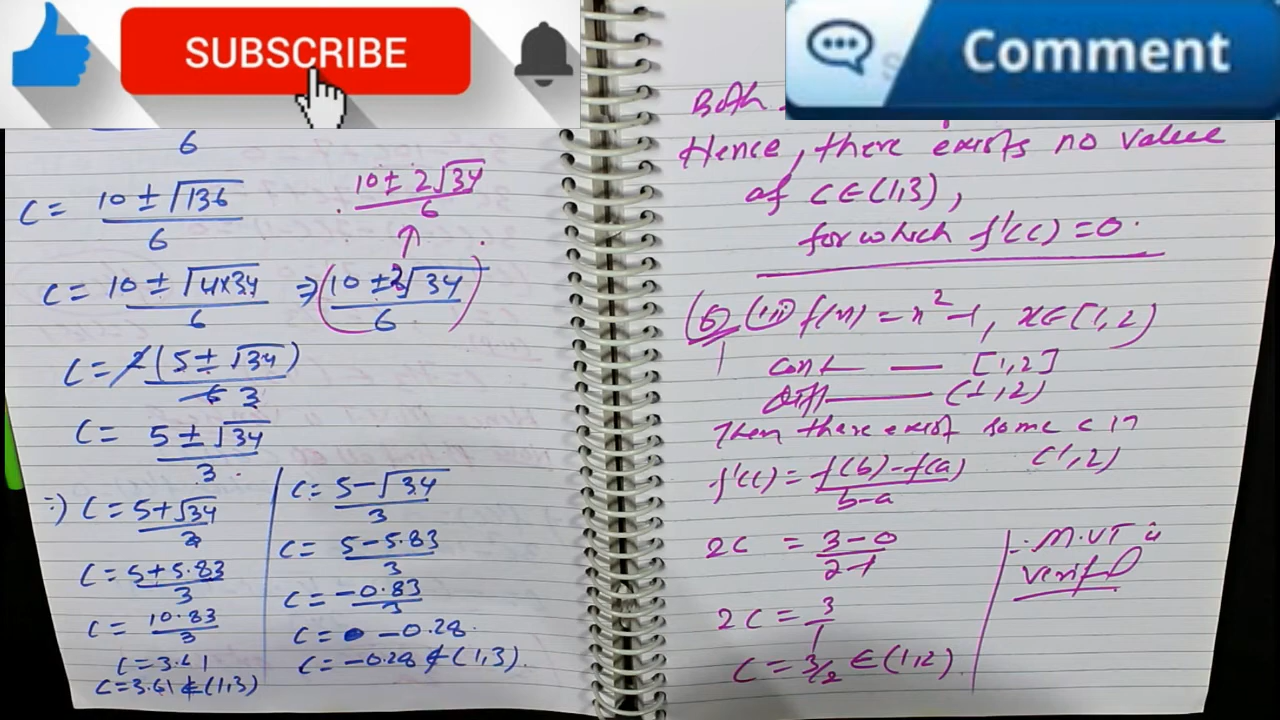 SUBSCRIBE
Comment
6
C = 10 ± √136 / 6
10 ± 2√34 / 6
C = 10 ± √4×34 / 6 ⇒ (10 ± 2√34 / 6)
C = 2(5 ± √34) / 6 3
C = 5 ± √34 / 3.
∴) C = 5 + √34 / 3
C = 5 + 5.83 / 3
C = 10.83 / 3
C = 3.61
C = 3.61 ∉ (1,3)
C = 5 - √34 / 3
C = 5 - 5.83 / 3
C = -0.83 / 3
C = -0.28.
C = -0.28 ∉ (1,3).
Both
Hence, there exists no value
of C ∈ (1,3),
for which f'(c) = 0.
(6) (iii) f(x) = x² - 1, x ∈ [1,2)
cont — [1,2]
diff — (1,2)
Then there exist some c in
(1,2)
f'(c) = f(b) - f(a) / b - a
2C = 3 - 0 / 2 - 1
2C = 3 / 1
C = 3/2 ∈ (1,2)
∴ M.V.T is
verif